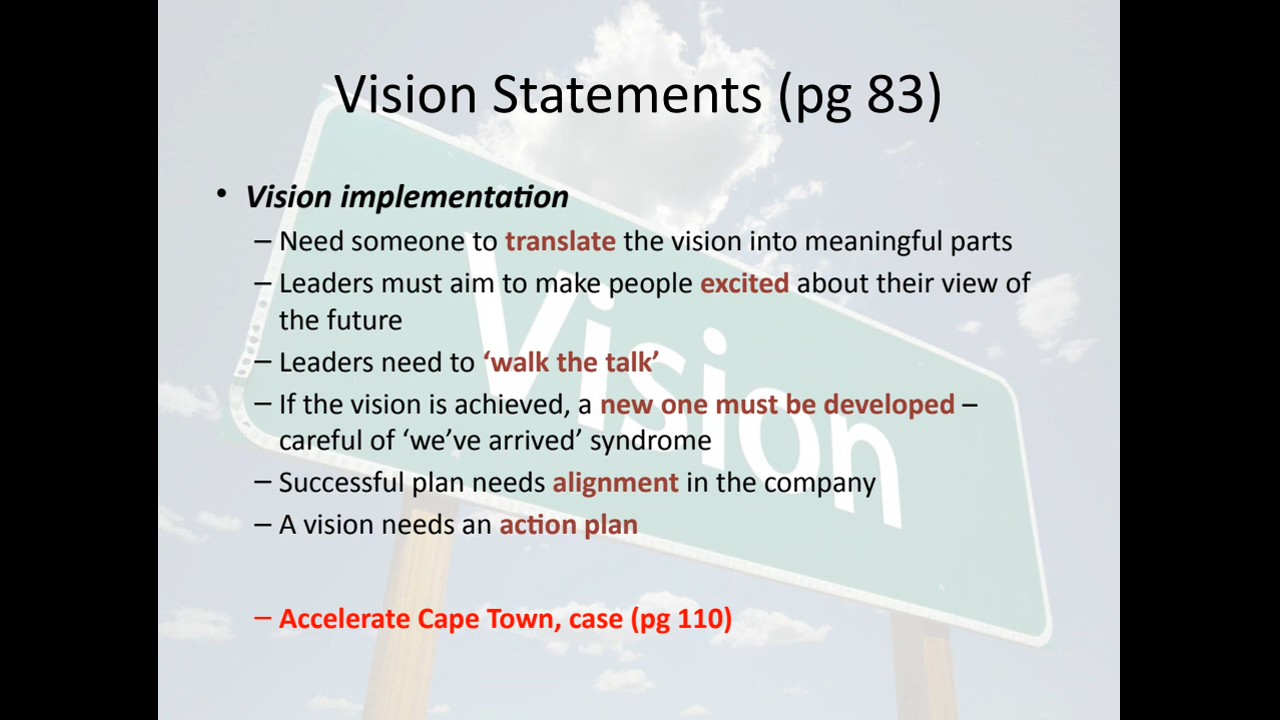 Vision Statements (pg 83)
• Vision implementation
– Need someone to translate the vision into meaningful parts
– Leaders must aim to make people excited about their view of
the future
– Leaders need to ‘walk the talk’
– If the vision is achieved, a new one must be developed –
careful of ‘we’ve arrived’ syndrome
– Successful plan needs alignment in the company
– A vision needs an action plan
– Accelerate Cape Town, case (pg 110)
Vision